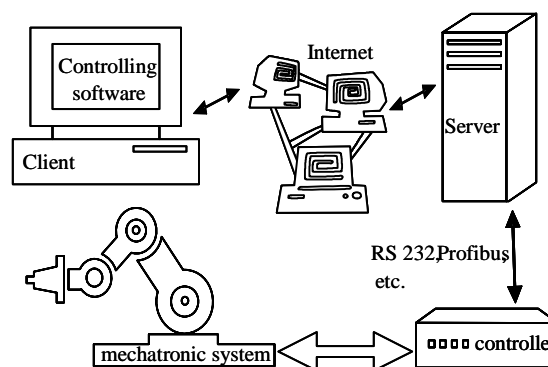 Controlling
software
Client
Internet
Server
RS 232,Profibus,
etc.
mechatronic system
controlle